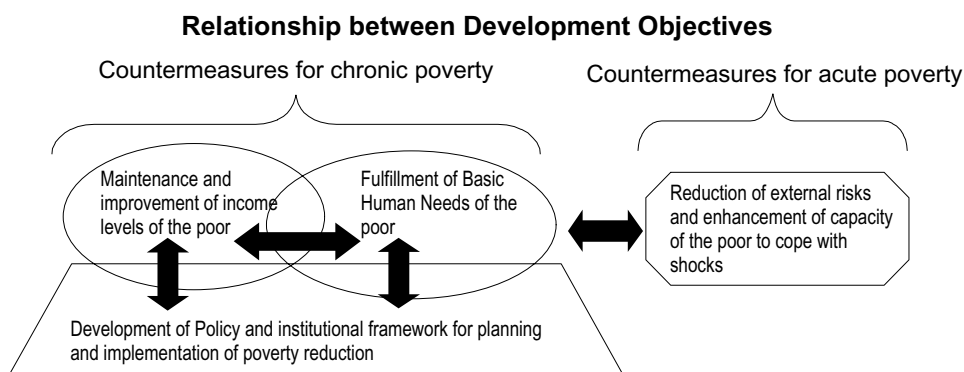 Relationship between Development Objectives
Countermeasures for chronic poverty
Countermeasures for acute poverty
Maintenance and
improvement of income
levels of the poor
Fulfillment of Basic
Human Needs of the
poor
Reduction of external risks
and enhancement of capacity
of the poor to cope with
shocks
Development of Policy and institutional framework for planning
and implementation of poverty reduction